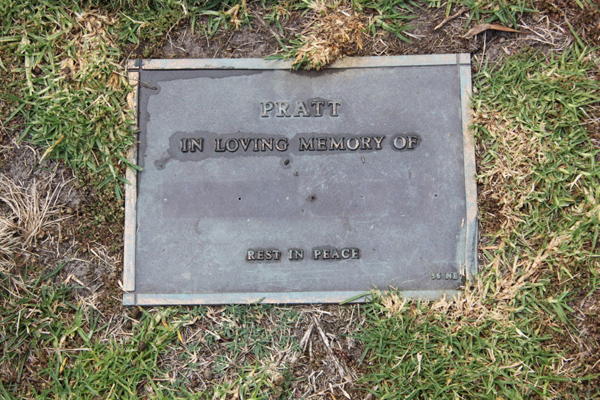 PRATT
IN LOVING MEMORY OF
REST IN PEACE